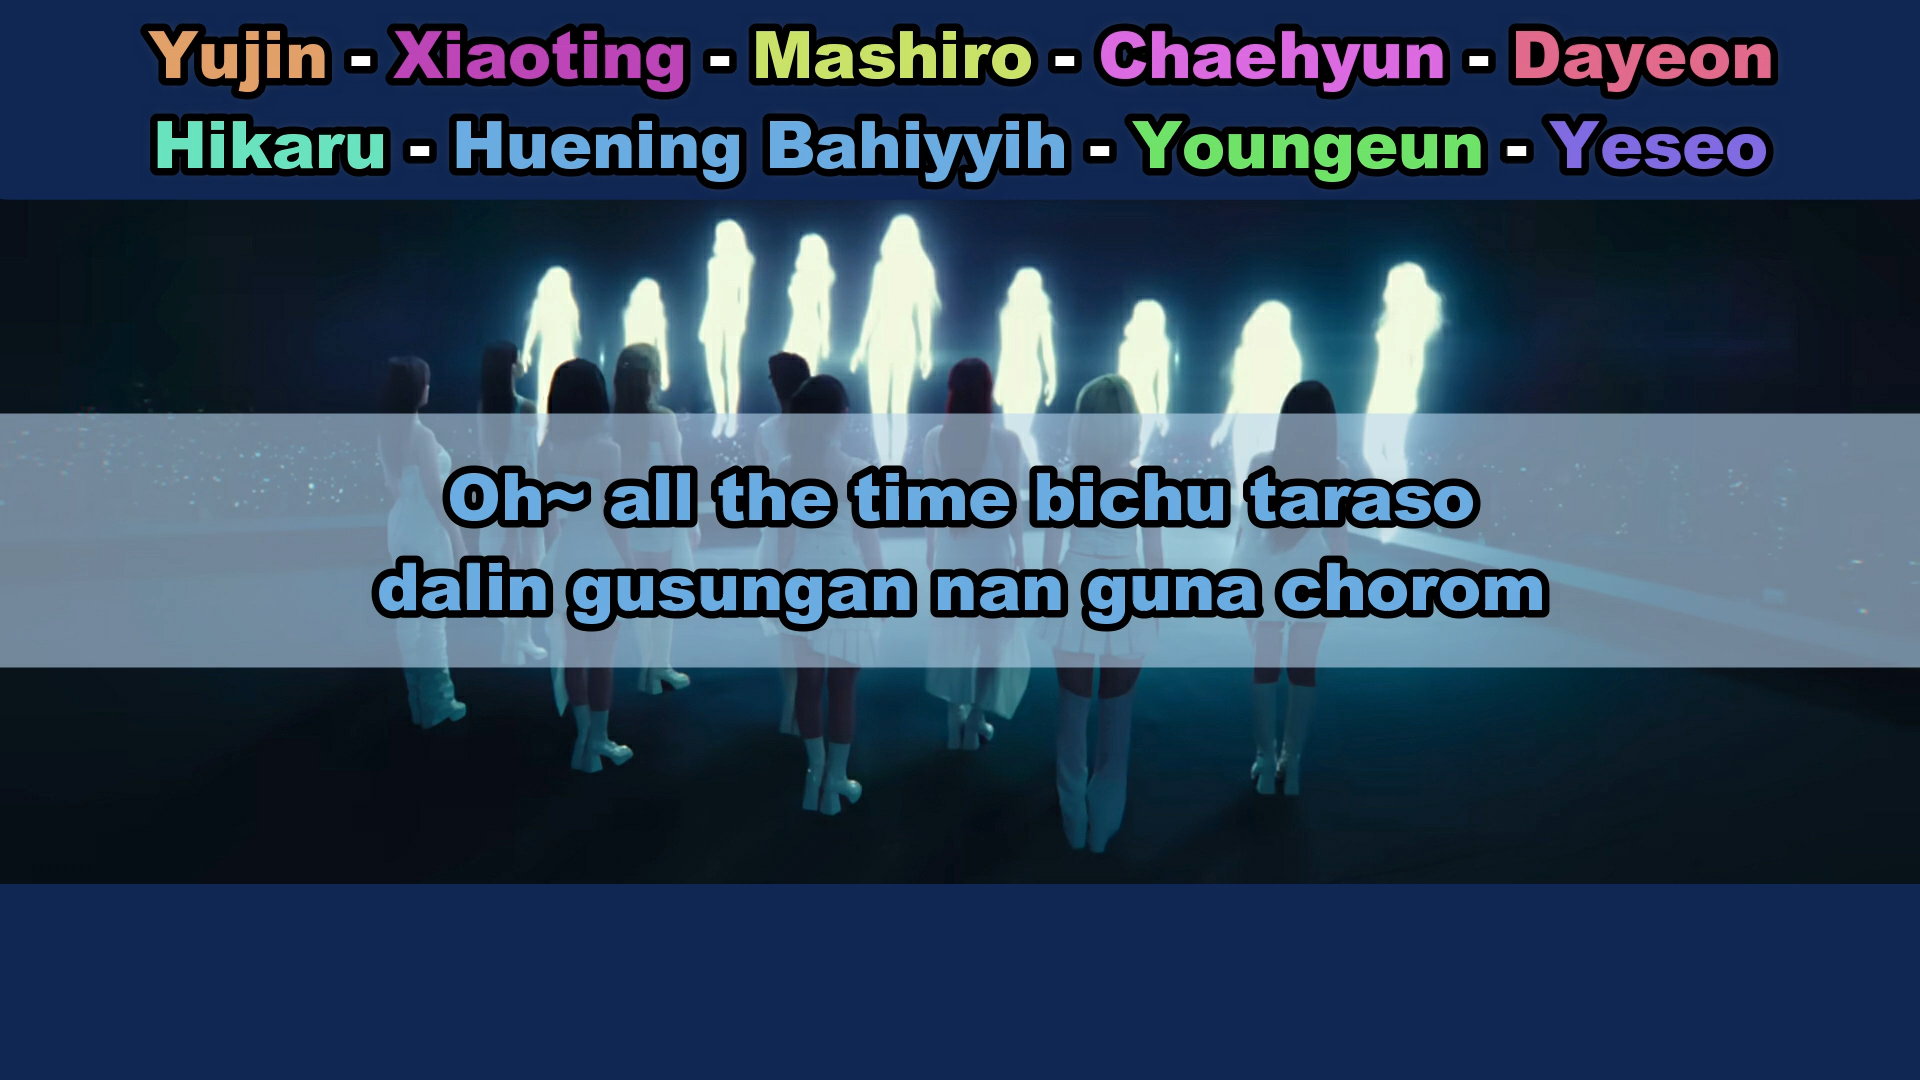 Yujin - Xiaoting - Mashiro - Chaehyun - Dayeon
Hikaru - Huening Bahiyyih - Youngeun - Yeseo
Oh~ all the time bichu taraso
dalin gusungan nan guna chorom